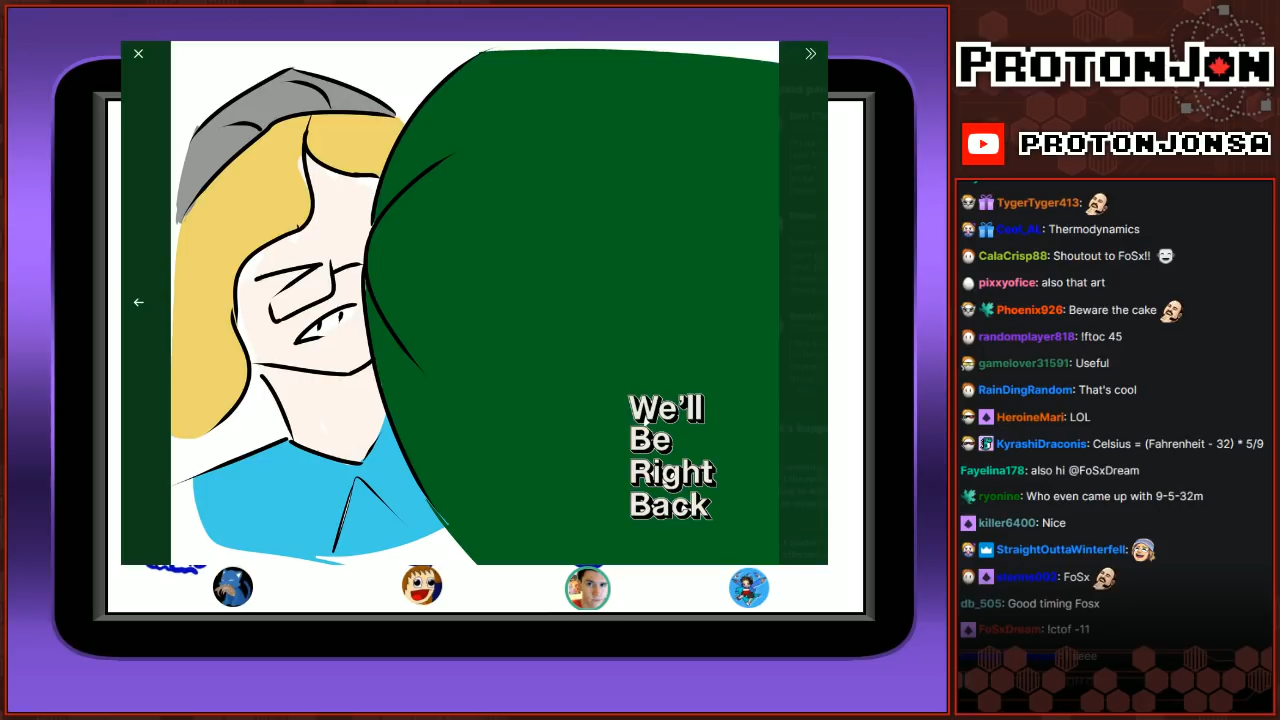 We'll
Be
Right
Back
PROTONJON
PROTONJONSA
TygerTyger413:
Cool_AL: Thermodynamics
CalaCrisp88: Shoutout to FoSx!!
pixxyofice: also that art
Phoenix926: Beware the cake
randomplayer818: !ftoc 45
gamelover31591: Useful
RainDingRandom: That's cool
HeroineMari: LOL
KyrashiDraconis: Celsius = (Fahrenheit - 32) * 5/9
Fayelina178: also hi @FoSxDream
ryonine: Who even came up with 9-5-32m
killer6400: Nice
StraightOuttaWinterfell:
FoSx
db_505: Good timing Fosx
FoSxDream: !ctof -11